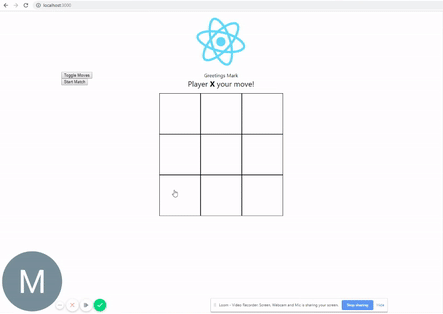 localhost:3000
Greetings Mark
Toggle Moves
Player X your move!
Start Match
M
Loom – Video Recorder: Screen, Webcam and Mic is sharing your screen. Stop sharing Hide